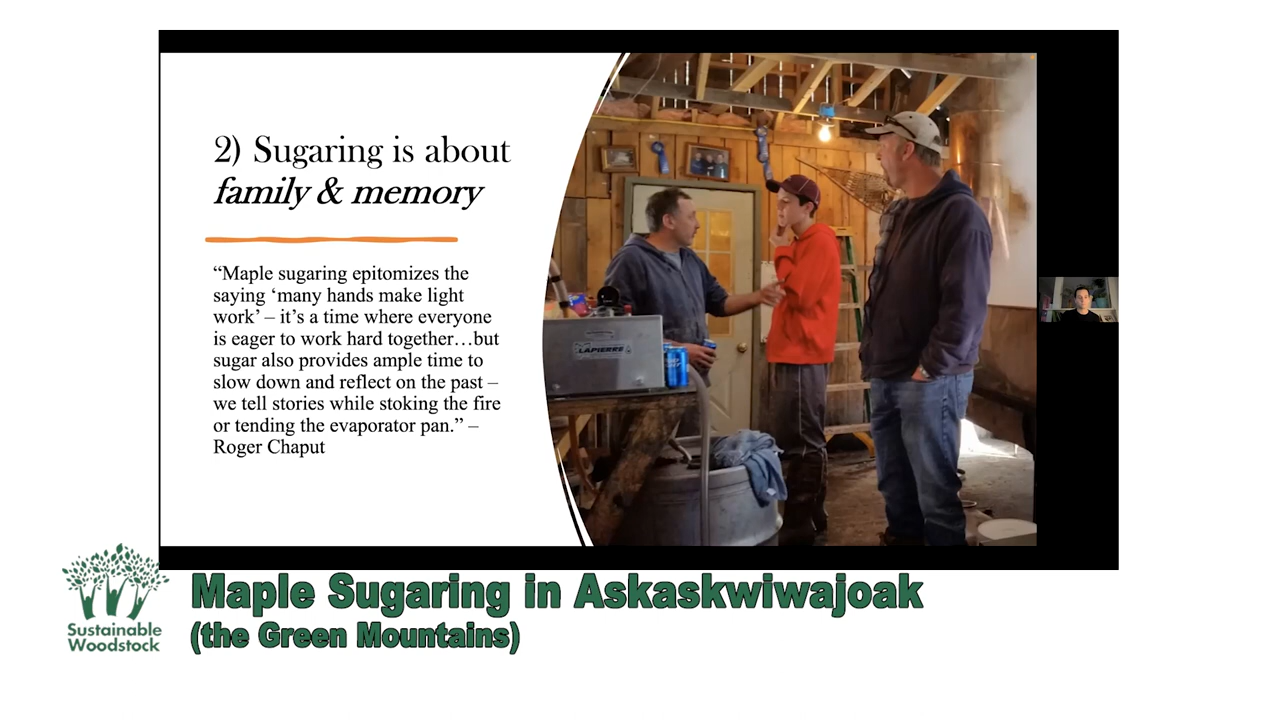 2) Sugaring is about
family & memory
“Maple sugaring epitomizes the
saying ‘many hands make light
work’ – it’s a time where everyone
is eager to work hard together…but
sugar also provides ample time to
slow down and reflect on the past –
we tell stories while stoking the fire
or tending the evaporator pan.” –
Roger Chaput
LAPIERRE
Sustainable
Woodstock
Maple Sugaring in Askaskwiwajoak
(the Green Mountains)